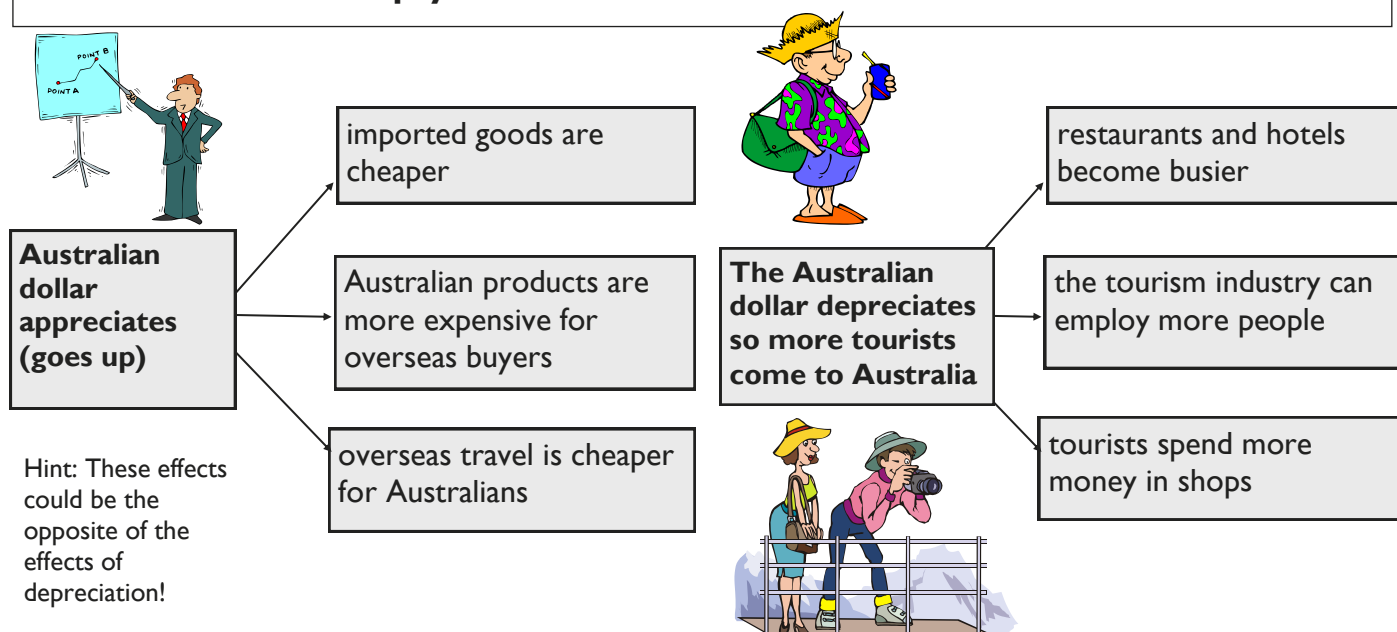 POINT B
POINT A
imported goods are
cheaper
Australian
dollar
appreciates
(goes up)
Australian products are
more expensive for
overseas buyers
overseas travel is cheaper
for Australians
Hint: These effects
could be the
opposite of the
effects of
depreciation!
restaurants and hotels
become busier
The Australian
dollar depreciates
so more tourists
come to Australia
the tourism industry can
employ more people
tourists spend more
money in shops